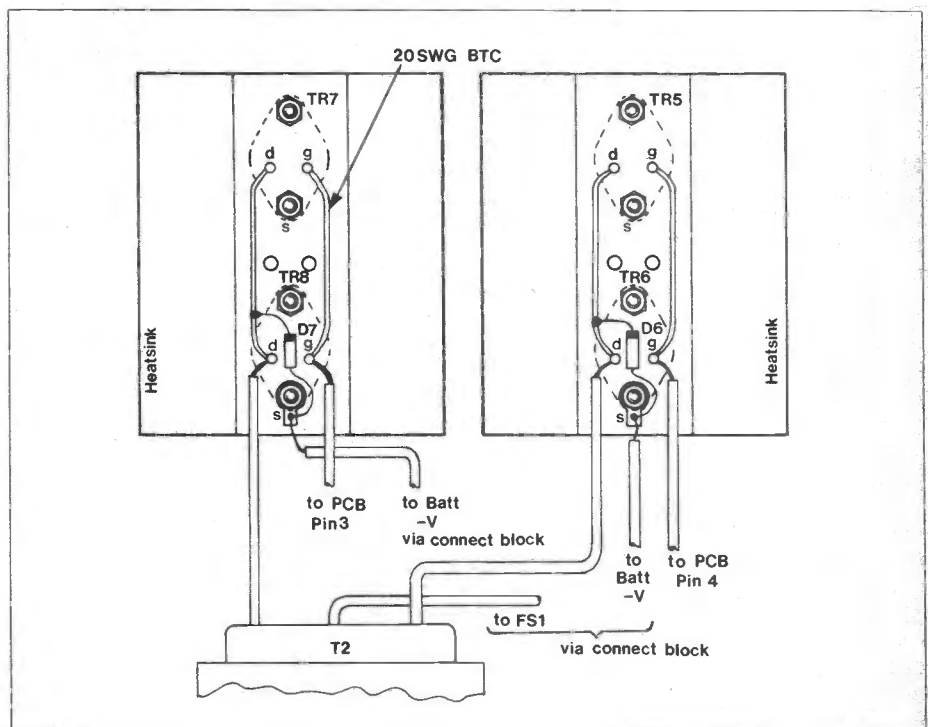 20SWG BTC
TR7
d g
s
TR8
D7
d g
s
Heatsink
TR5
d g
s
TR6
D6
d g
s
Heatsink
to PCB
Pin3
to Batt
-V
via connect block
to
Batt
-V
to PCB
Pin 4
to FS1
via connect block
T2